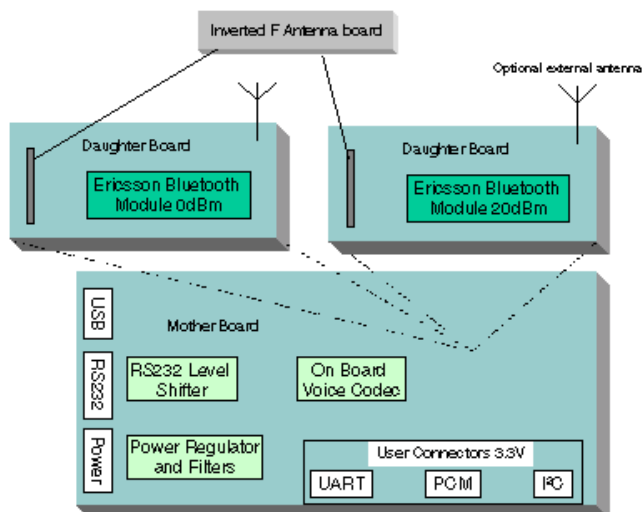 Inverted F Antenna board
Optional external antenna
Daughter Board
Ericsson Bluetooth
Module 0dBm
Daughter Board
Ericsson Bluetooth
Module 20dBm
USB
Mother Board
RS232
RS232 Level
Shifter
On Board
Voice Codec
Power
Power Regulator
and Filters
User Connectors 3.3V
UART
PCM
I²C